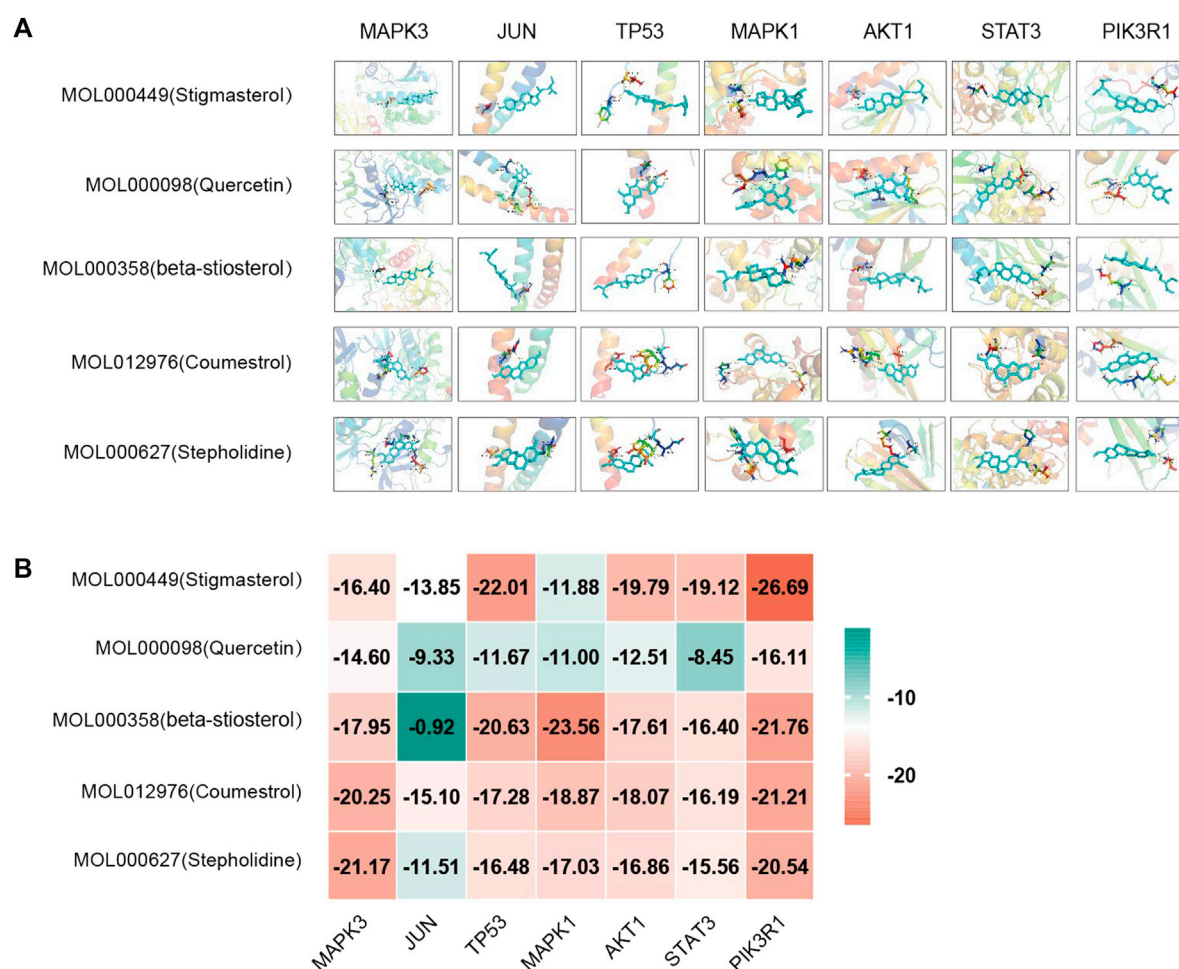 A
MAPK3 JUN TP53 MAPK1 AKT1 STAT3 PIK3R1
MOL000449(Stigmasterol)
MOL000098(Quercetin)
MOL000358(beta-stiosterol)
MOL012976(Coumestrol)
MOL000627(Stepholidine)
B
MOL000449(Stigmasterol) -16.40 -13.85 -22.01 -11.88 -19.79 -19.12 -26.69
MOL000098(Quercetin) -14.60 -9.33 -11.67 -11.00 -12.51 -8.45 -16.11
MOL000358(beta-stiosterol) -17.95 -0.92 -20.63 -23.56 -17.61 -16.40 -21.76
MOL012976(Coumestrol) -20.25 -15.10 -17.28 -18.87 -18.07 -16.19 -21.21
MOL000627(Stepholidine) -21.17 -11.51 -16.48 -17.03 -16.86 -15.56 -20.54
MAPK3 JUN TP53 MAPK1 AKT1 STAT3 PIK3R1
-10
-20